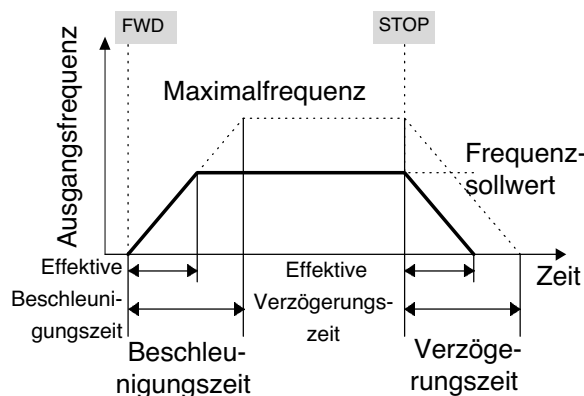 FWD
STOP
Ausgangsfrequenz
Maximalfrequenz
Frequenz-
sollwert
Zeit
Effektive
Beschleuni-
gungszeit
Effektive
Verzögerungs-
zeit
Beschleu-
nigungszeit
Verzöge-
rungszeit